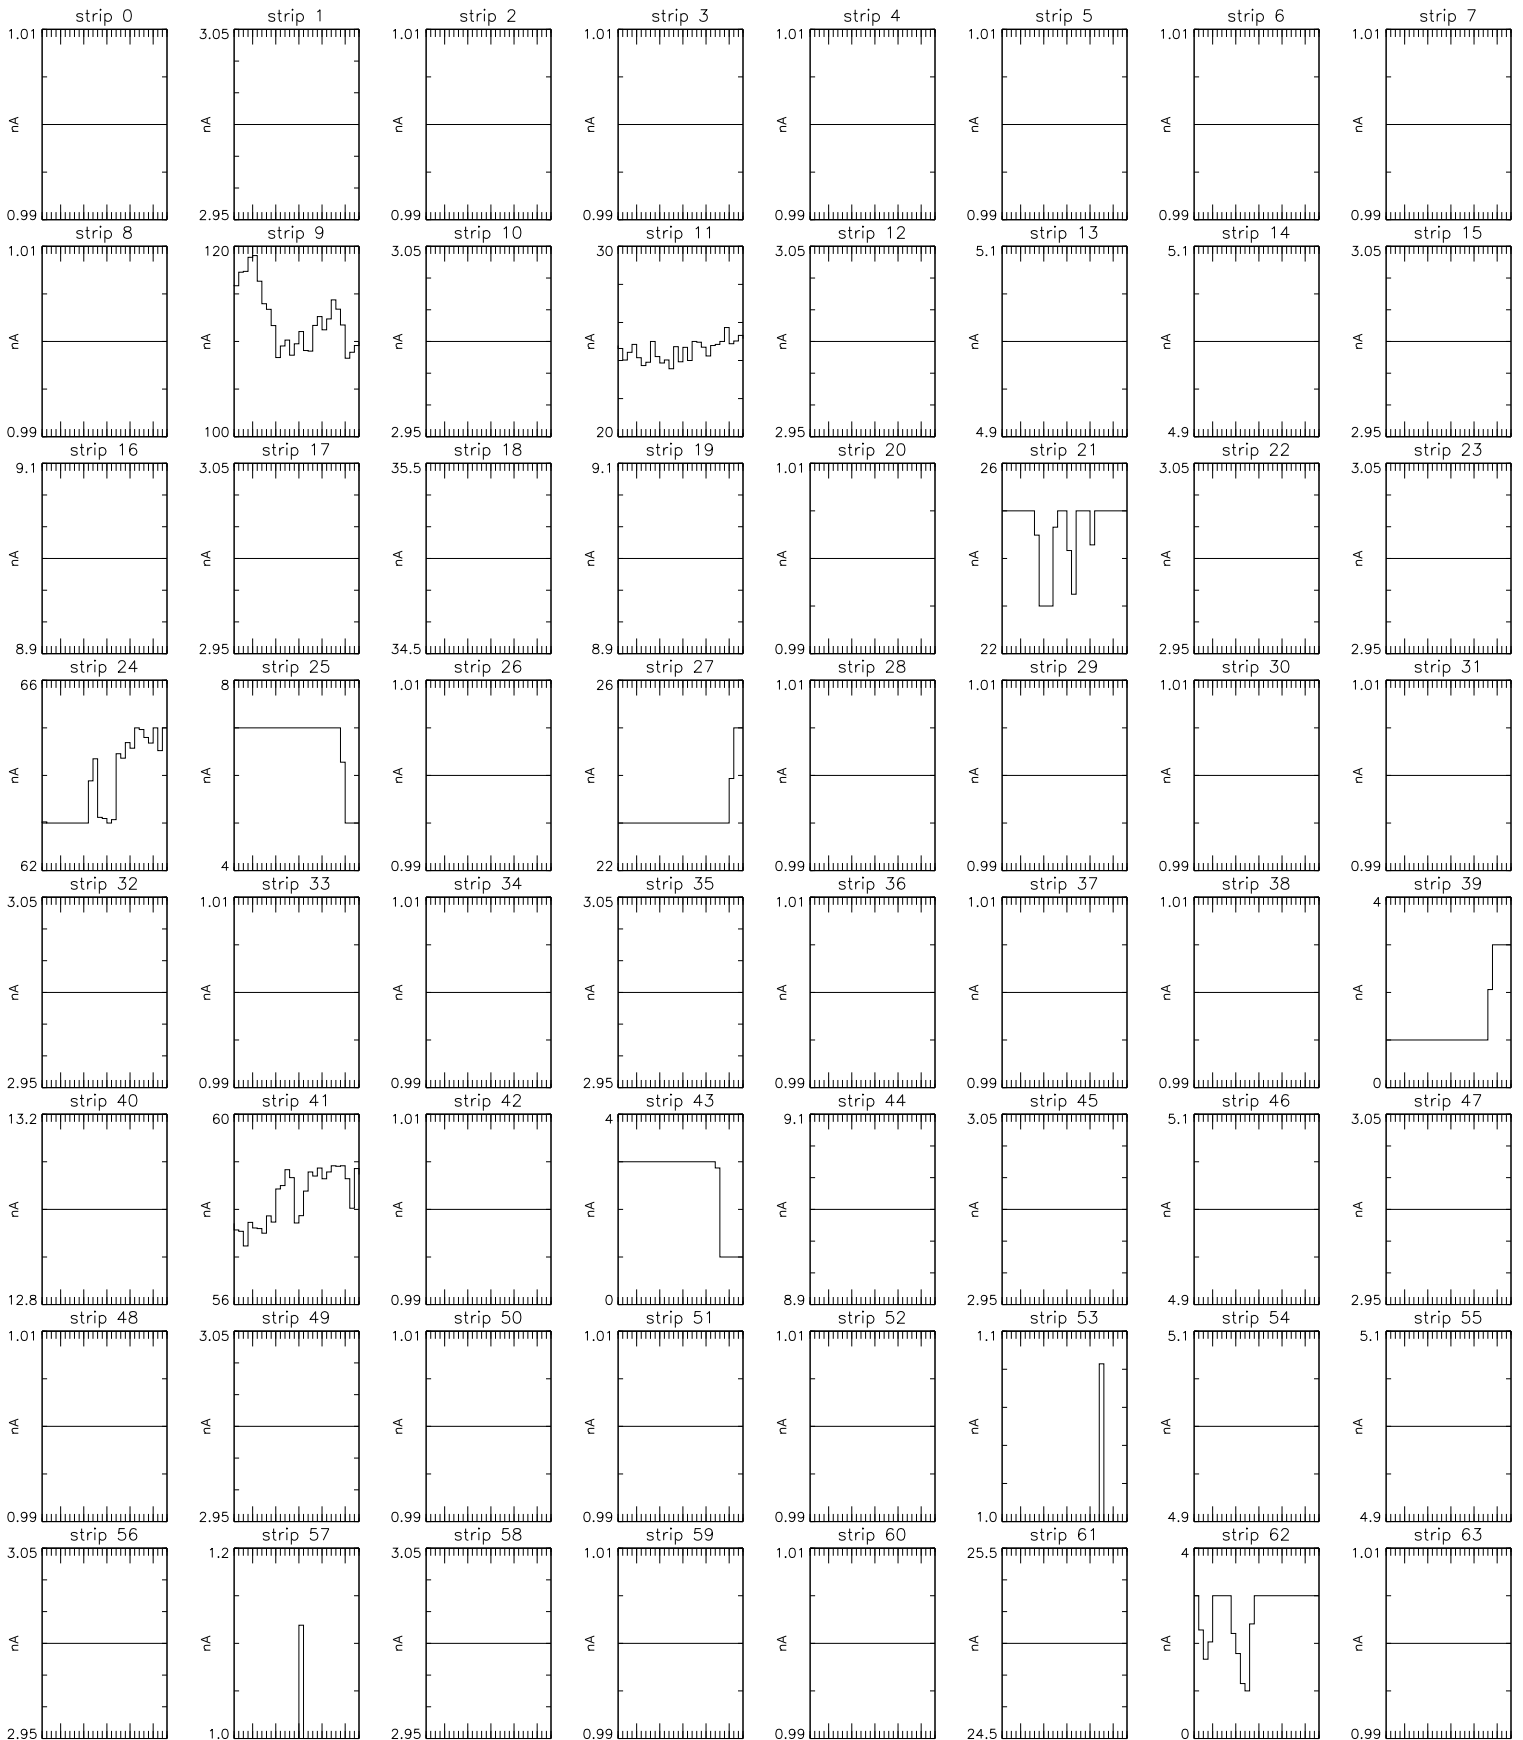 strip 0 strip 1 strip 2 strip 3 strip 4 strip 5 strip 6 strip 7
1.01 3.05 1.01 1.01 1.01 1.01 1.01 1.01
nA nA nA nA nA nA nA nA
0.99 2.95 0.99 0.99 0.99 0.99 0.99 0.99
strip 8 strip 9 strip 10 strip 11 strip 12 strip 13 strip 14 strip 15
1.01 120 3.05 30 3.05 5.1 5.1 3.05
nA nA nA nA nA nA nA nA
0.99 100 2.95 20 2.95 4.9 4.9 2.95
strip 16 strip 17 strip 18 strip 19 strip 20 strip 21 strip 22 strip 23
9.1 3.05 35.5 9.1 1.01 26 3.05 3.05
nA nA nA nA nA nA nA nA
8.9 2.95 34.5 8.9 0.99 22 2.95 2.95
strip 24 strip 25 strip 26 strip 27 strip 28 strip 29 strip 30 strip 31
66 8 1.01 26 1.01 1.01 1.01 1.01
nA nA nA nA nA nA nA nA
62 4 0.99 22 0.99 0.99 0.99 0.99
strip 32 strip 33 strip 34 strip 35 strip 36 strip 37 strip 38 strip 39
3.05 1.01 1.01 3.05 1.01 1.01 1.01 4
nA nA nA nA nA nA nA nA
2.95 0.99 0.99 2.95 0.99 0.99 0.99 0
strip 40 strip 41 strip 42 strip 43 strip 44 strip 45 strip 46 strip 47
13.2 60 1.01 4 9.1 3.05 5.1 3.05
nA nA nA nA nA nA nA nA
12.8 56 0.99 0 8.9 2.95 4.9 2.95
strip 48 strip 49 strip 50 strip 51 strip 52 strip 53 strip 54 strip 55
1.01 3.05 1.01 1.01 1.01 1.1 5.1 5.1
nA nA nA nA nA nA nA nA
0.99 2.95 0.99 0.99 0.99 1.0 4.9 4.9
strip 56 strip 57 strip 58 strip 59 strip 60 strip 61 strip 62 strip 63
3.05 1.2 3.05 1.01 1.01 25.5 4 1.01
nA nA nA nA nA nA nA nA
2.95 1.0 2.95 0.99 0.99 24.5 0 0.99